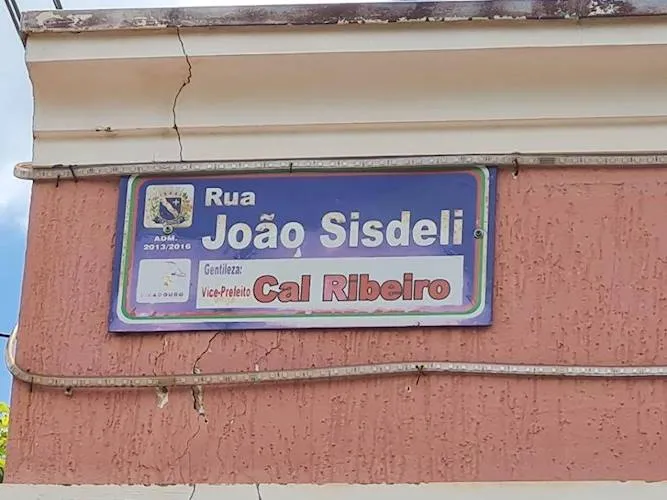 Rua
João Sisdeli
ADM.
2013/2016
Gentileza:
Vice-Prefeito Cal Ribeiro